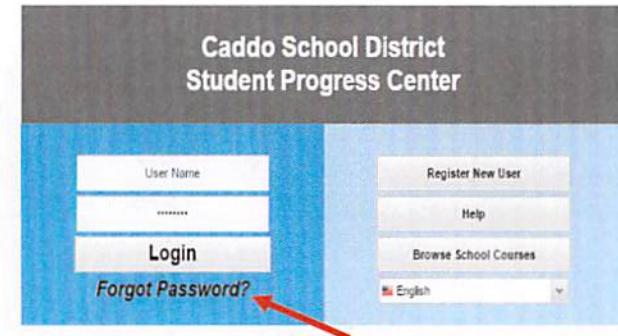 Caddo School District
Student Progress Center
User Name
********
Login
Forgot Password?
Register New User
Help
Browse School Courses
English